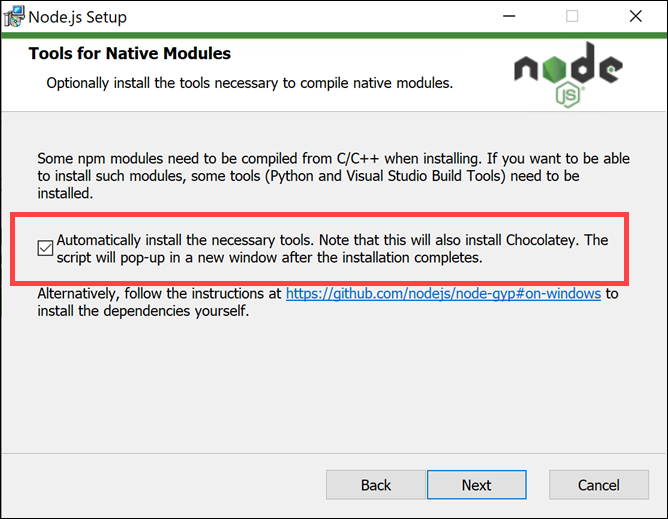 Node.js Setup
Tools for Native Modules
Optionally install the tools necessary to compile native modules.
node
JS
Some npm modules need to be compiled from C/C++ when installing. If you want to be able
to install such modules, some tools (Python and Visual Studio Build Tools) need to be
installed.
Automatically install the necessary tools. Note that this will also install Chocolatey. The
script will pop-up in a new window after the installation completes.
Alternatively, follow the instructions at https://github.com/nodejs/node-gyp#on-windows to
install the dependencies yourself.
Back Next Cancel